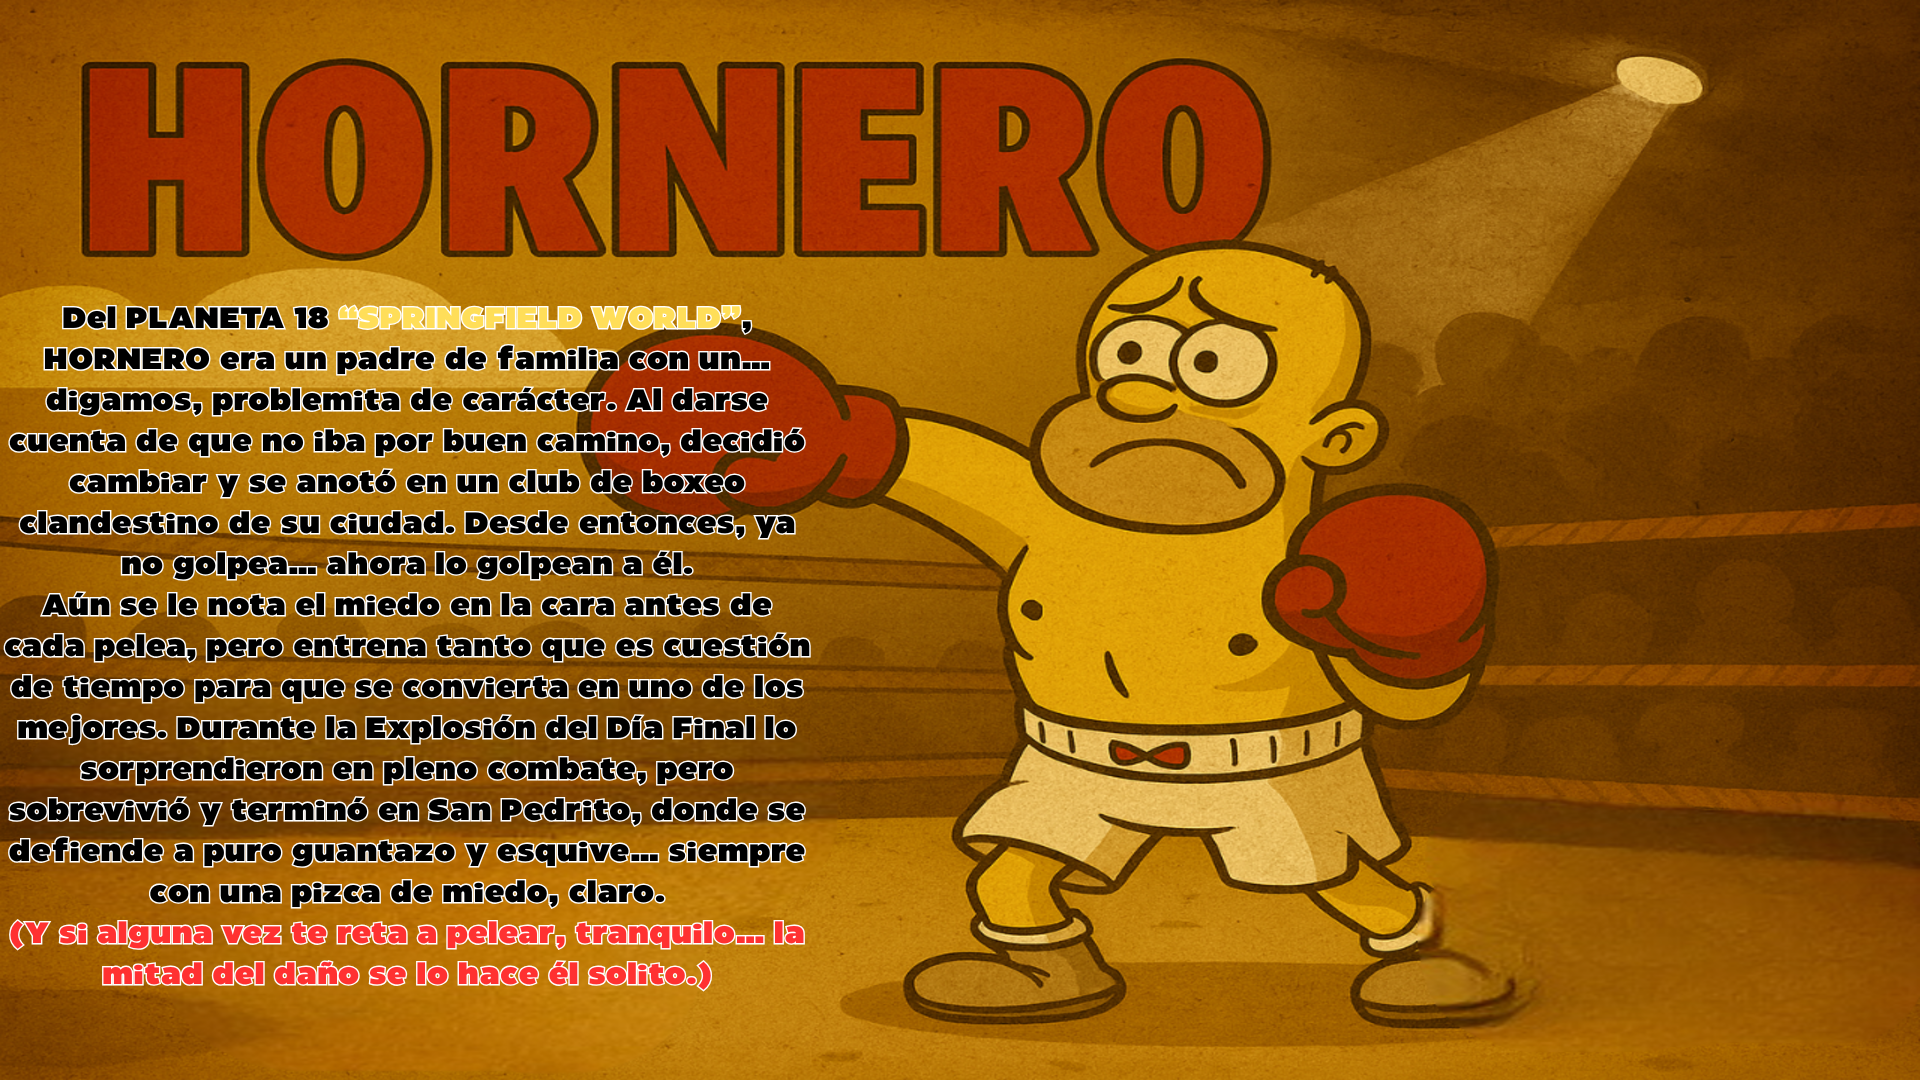 HORNERO
Del PLANETA 18 “SPRINGFIELD WORLD”,
HORNERO era un padre de familia con un...
digamos, problemita de carácter. Al darse
cuenta de que no iba por buen camino, decidió
cambiar y se anotó en un club de boxeo
clandestino de su ciudad. Desde entonces, ya
no golpea... ahora lo golpean a él.
Aún se le nota el miedo en la cara antes de
cada pelea, pero entrena tanto que es cuestión
de tiempo para que se convierta en uno de los
mejores. Durante la Explosión del Día Final lo
sorprendieron en pleno combate, pero
sobrevivió y terminó en San Pedrito, donde se
defiende a puro guantazo y esquive... siempre
con una pizca de miedo, claro.
(Y si alguna vez te reta a pelear, tranquilo... la
mitad del daño se lo hace él solito.)